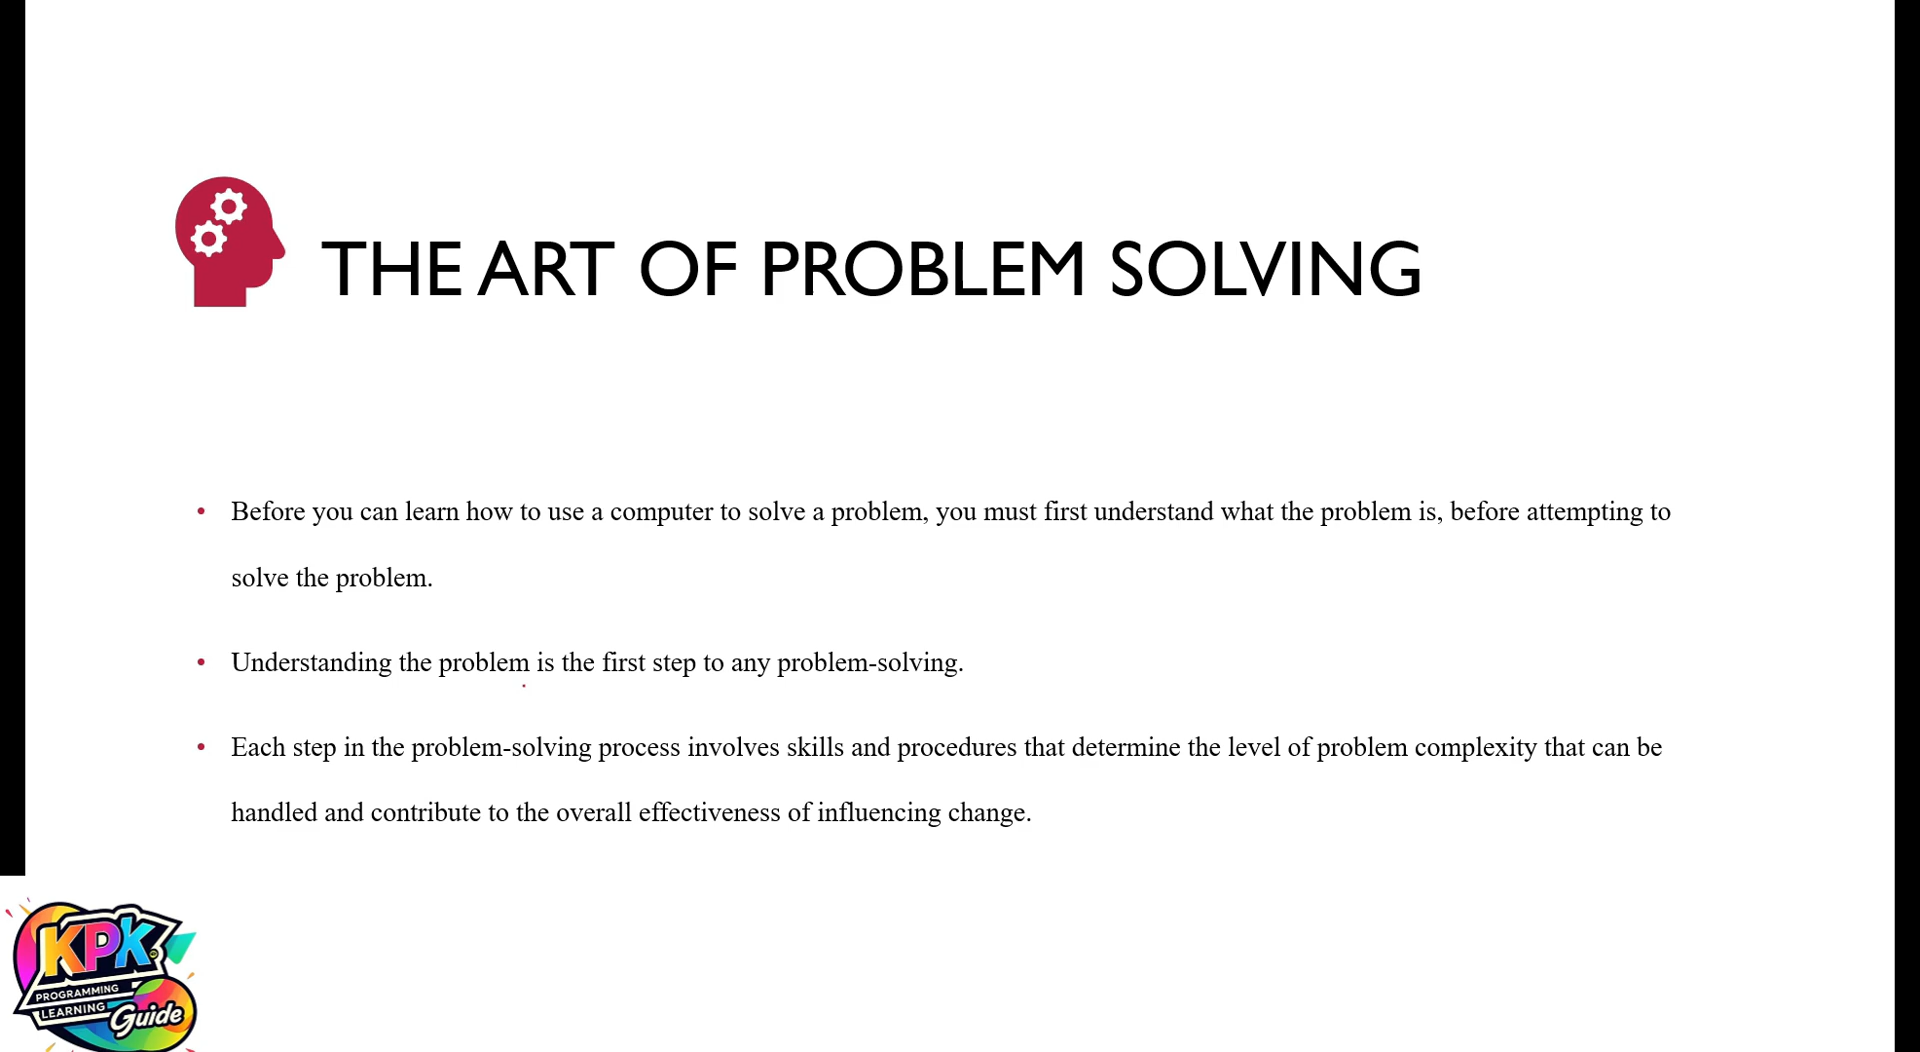 THE ART OF PROBLEM SOLVING
• Before you can learn how to use a computer to solve a problem, you must first understand what the problem is, before attempting to
solve the problem.
• Understanding the problem is the first step to any problem-solving.
• Each step in the problem-solving process involves skills and procedures that determine the level of problem complexity that can be
handled and contribute to the overall effectiveness of influencing change.
KPK
PROGRAMMING
LEARNING
Guide